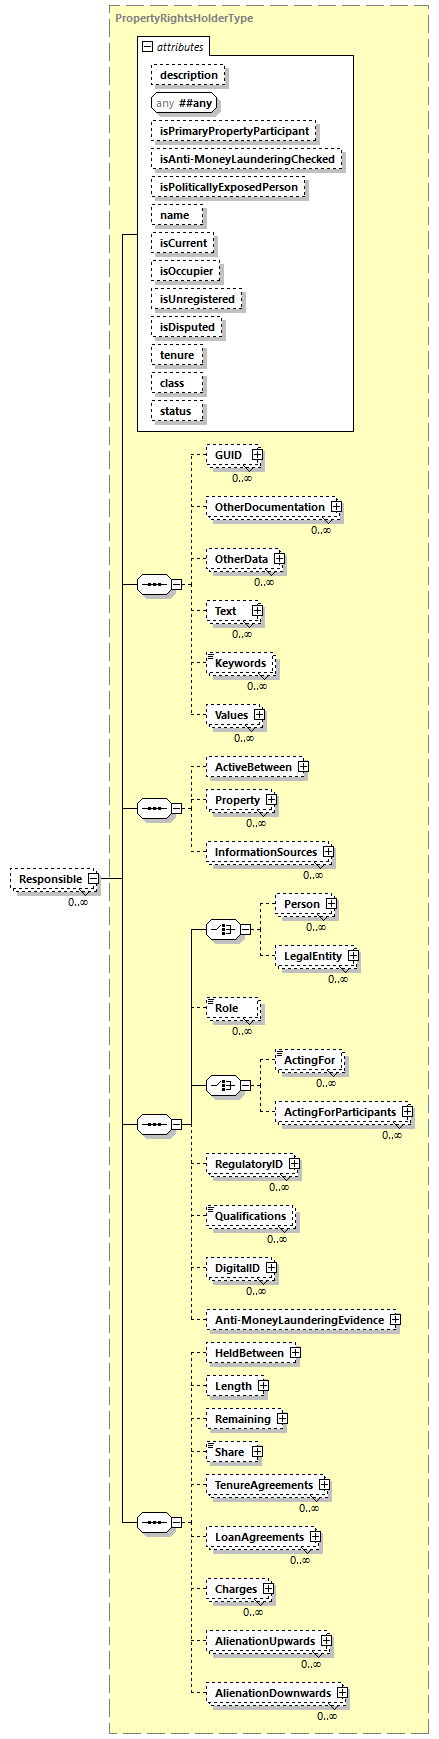 PropertyRightsHolderType
attributes
description
any ##any
isPrimaryPropertyParticipant
isAnti-MoneyLaunderingChecked
isPoliticallyExposedPerson
name
isCurrent
isOccupier
isUnregistered
isDisputed
tenure
class
status
GUID
0..∞
OtherDocumentation
0..∞
OtherData
0..∞
Text
0..∞
Keywords
0..∞
Values
0..∞
ActiveBetween
Property
0..∞
InformationSources
0..∞
Responsible
0..∞
Person
0..∞
LegalEntity
0..∞
Role
0..∞
ActingFor
0..∞
ActingForParticipants
0..∞
RegulatoryID
0..∞
Qualifications
0..∞
DigitalID
0..∞
Anti-MoneyLaunderingEvidence
HeldBetween
Length
Remaining
Share
TenureAgreements
0..∞
LoanAgreements
0..∞
Charges
0..∞
AlienationUpwards
0..∞
AlienationDownwards
0..∞